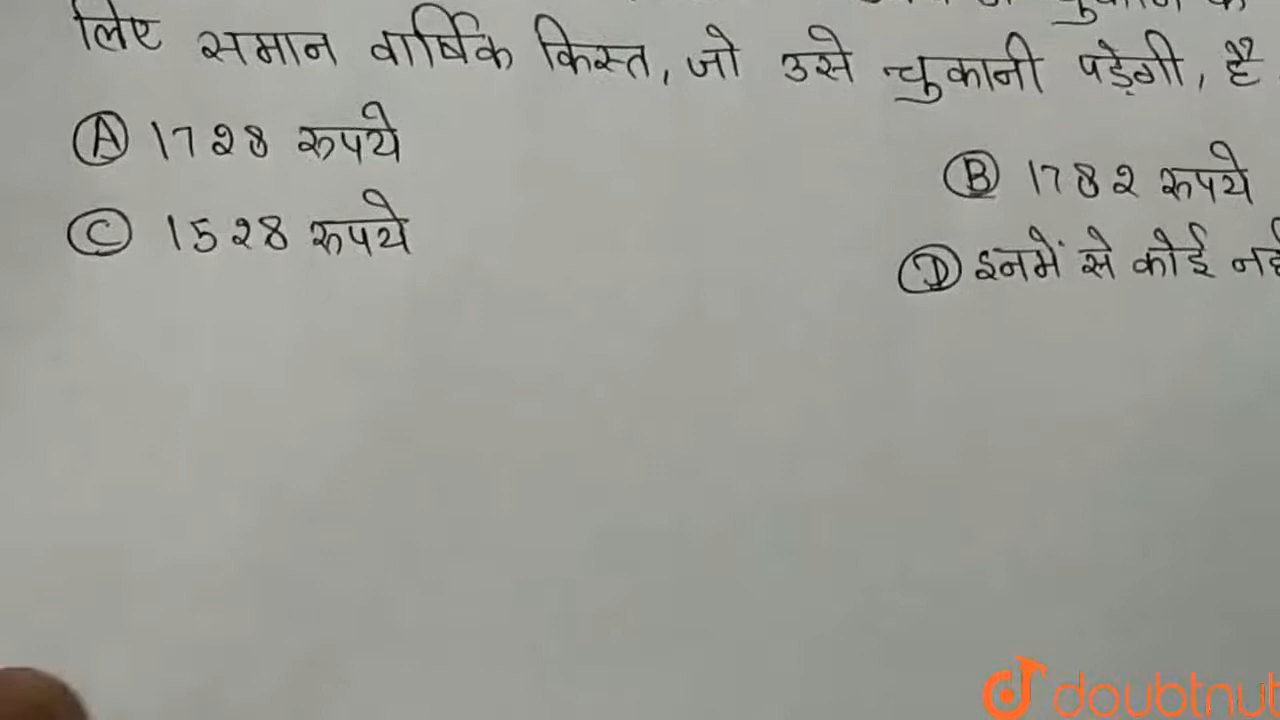 लिए समान वार्षिक किस्त, जो उसे चुकानी पड़ेगी, है
(A) 1728 रुपये
(B) 1782 रुपये
(C) 1528 रुपये
(D) इनमें से कोई
doubtnut